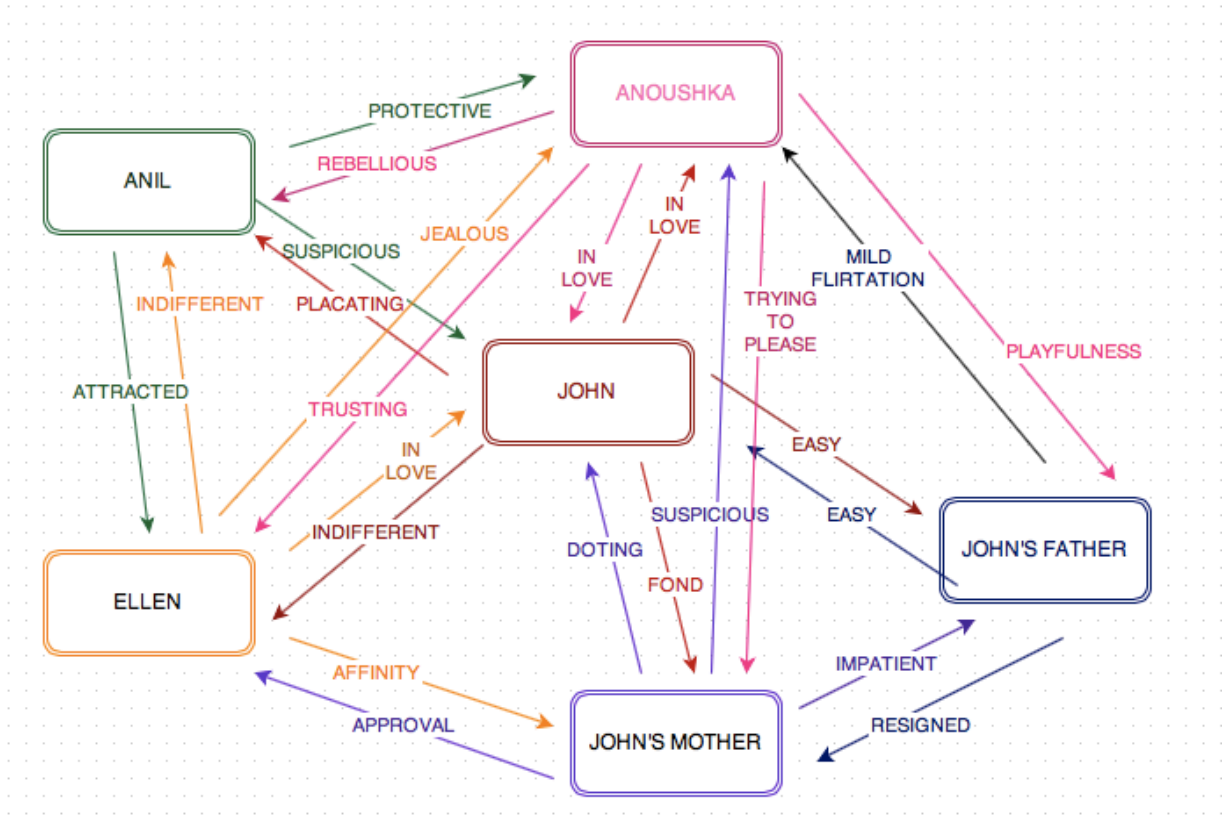 ANOUSHKA
PROTECTIVE
REBELLIOUS
ANIL
JEALOUS
SUSPICIOUS
IN
LOVE
IN
LOVE
MILD
FLIRTATION
INDIFFERENT
PLACATING
TRYING
TO
PLEASE
PLAYFULNESS
ATTRACTED
JOHN
TRUSTING
IN
LOVE
EASY
INDIFFERENT
SUSPICIOUS
EASY
DOTING
JOHN'S FATHER
FOND
ELLEN
AFFINITY
IMPATIENT
APPROVAL
RESIGNED
JOHN'S MOTHER